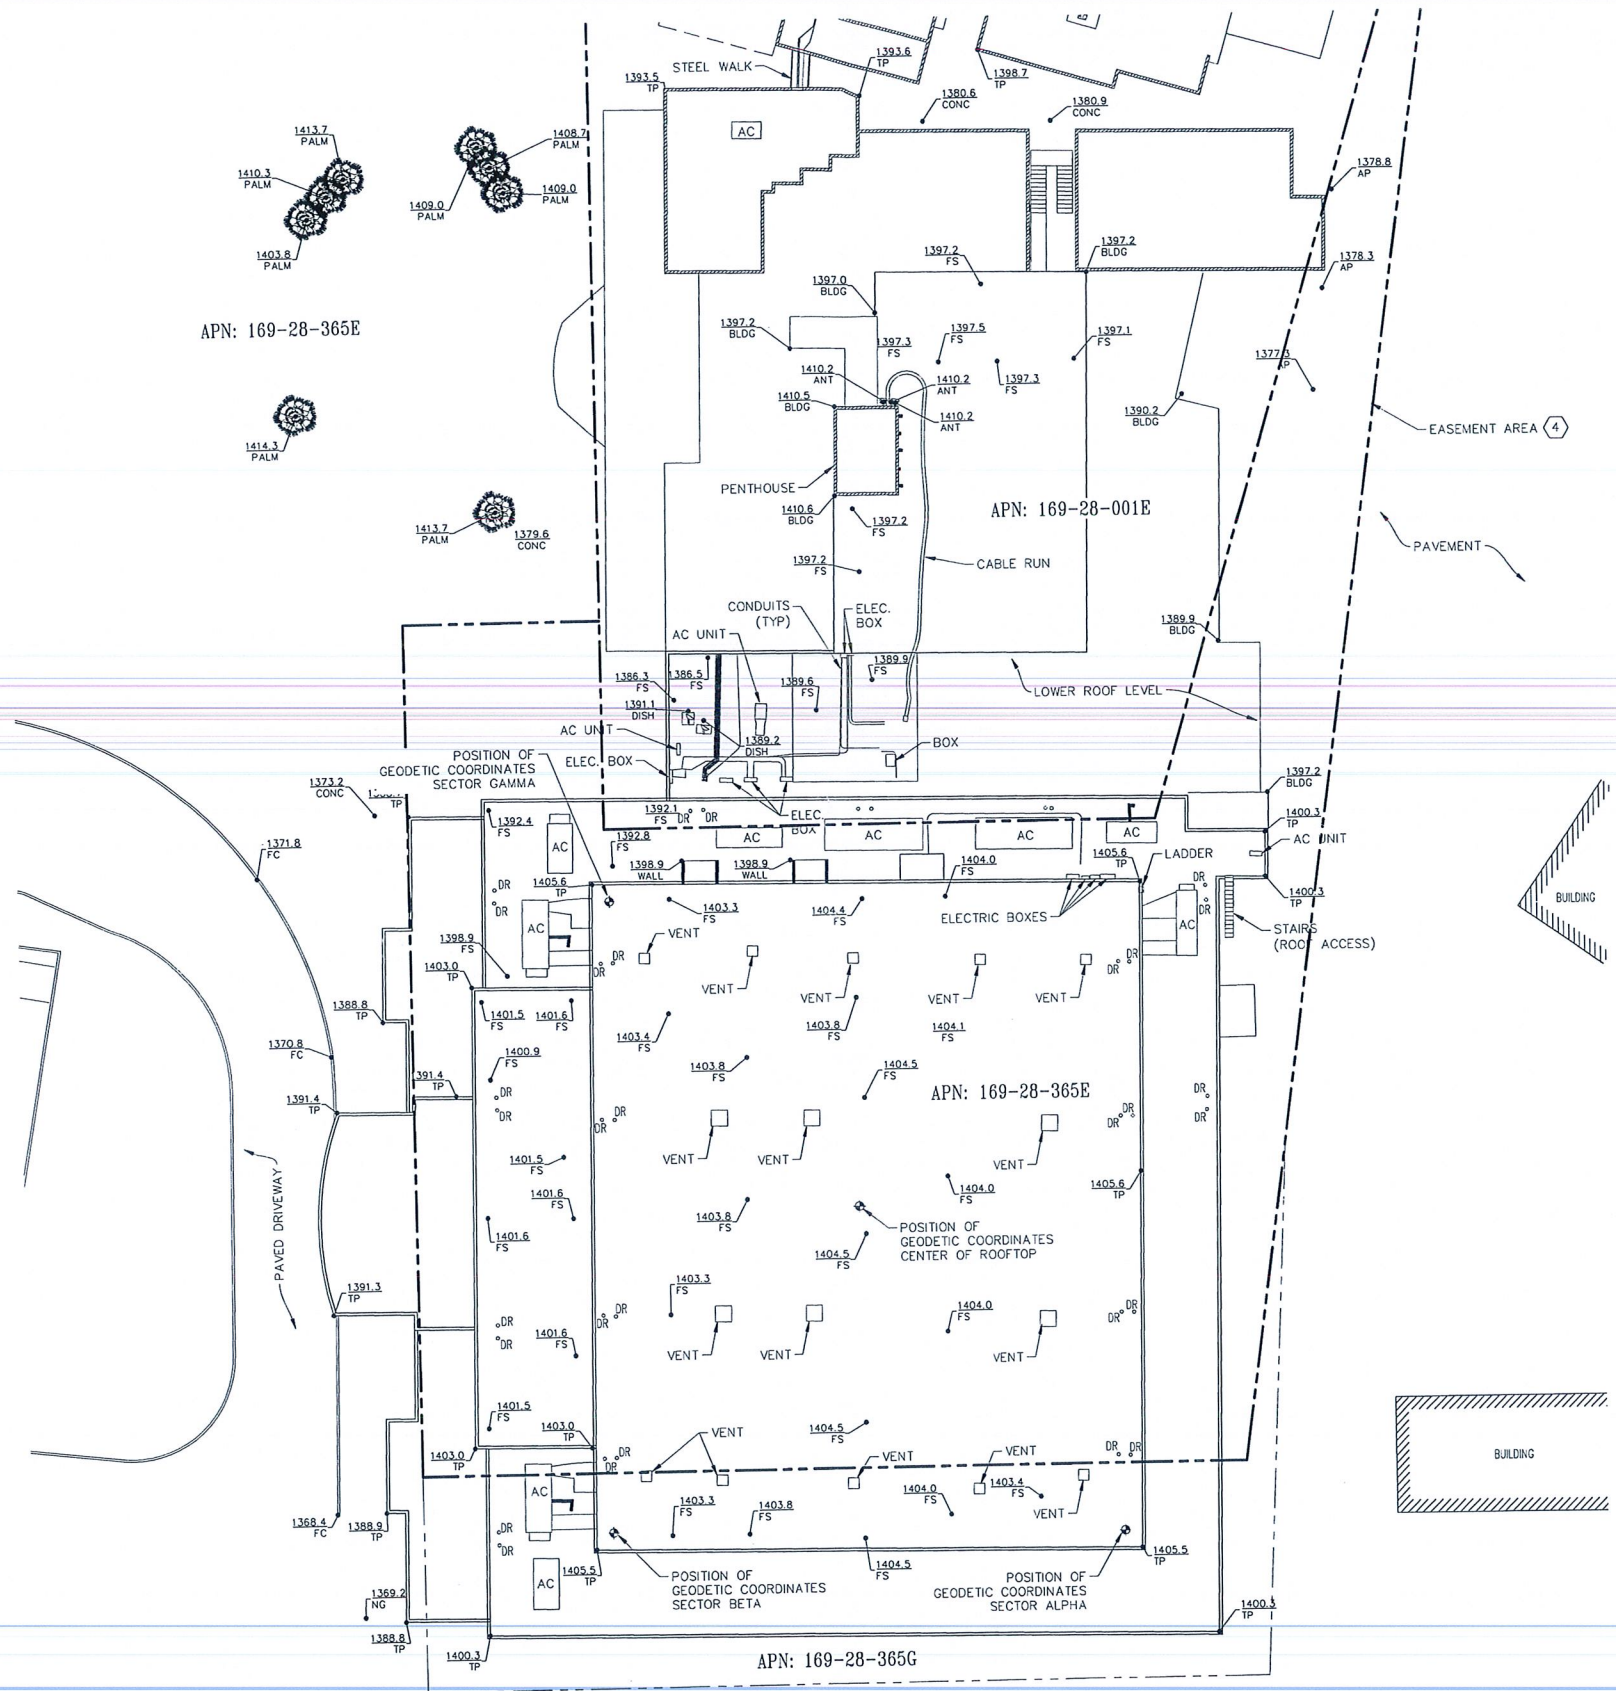 STEEL WALK
1393.5
TP
1393.6
TP
1398.7
TP
1380.6
CONC
1380.9
CONC
AC
1413.7
PALM
1408.7
PALM
1410.3
PALM
1409.0
PALM
1409.0
PALM
1403.8
PALM
1378.8
AP
1397.2
FS
1397.2
BLDG
1378.3
AP
1397.0
BLDG
APN: 169-28-365E
1397.2
BLDG
1397.3
FS
1397.5
FS
1397.1
FS
1377.3
AP
1410.2
ANT
1410.2
ANT
1397.3
FS
1410.5
BLDG
1410.2
ANT
1390.2
BLDG
EASEMENT AREA 4
1414.3
PALM
PENTHOUSE
1410.6
BLDG
1397.2
FS
APN: 169-28-001E
1413.7
PALM
1379.6
CONC
PAVEMENT
1397.2
FS
CABLE RUN
CONDUITS
(TYP)
ELEC.
BOX
AC UNIT
1389.9
BLDG
1386.3
FS
1386.5
FS
1389.6
FS
1389.9
FS
LOWER ROOF LEVEL
1391.1
DISH
AC UNIT
1389.2
DISH
BOX
POSITION OF
GEODETIC COORDINATES
SECTOR GAMMA
ELEC. BOX
1373.2
CONC
TP
1397.2
BLDG
1392.4
FS
1392.1
FS
DR
DR
ELEC.
BOX
1400.3
TP
AC UNIT
1371.8
FC
AC
1392.8
FS
AC
AC
AC
AC
1398.9
WALL
1398.9
WALL
1404.0
FS
1405.6
TP
LADDER
1405.6
TP
DR
DR
1403.3
FS
1404.4
FS
ELECTRIC BOXES
DR
DR
1400.3
TP
BUILDING
AC
AC
STAIRS
(ROOF ACCESS)
1398.9
FS
VENT
DR
DR
DR
DR
1403.0
TP
VENT
VENT
VENT
VENT
1388.8
TP
1401.5
FS
1401.6
FS
1403.4
FS
1403.8
FS
1404.1
FS
1370.8
FC
1400.9
FS
1403.8
FS
1404.5
FS
391.4
TP
APN: 169-28-365E
1391.4
TP
DR
DR
DR
DR
DR
DR
DR
DR
1401.5
FS
VENT
VENT
VENT
PAVED DRIVEWAY
1401.6
FS
1403.8
FS
1404.0
FS
1405.6
TP
1401.6
FS
POSITION OF
GEODETIC COORDINATES
CENTER OF ROOFTOP
1404.5
FS
1391.3
TP
1403.3
FS
1404.0
FS
DR
DR
DR
DR
DR
DR
1401.6
FS
VENT
VENT
VENT
1401.5
FS
1403.0
TP
1404.5
FS
VENT
1403.0
TP
DR
DR
VENT
VENT
DR
DR
BUILDING
AC
1403.3
FS
1403.8
FS
1404.0
FS
1403.4
FS
VENT
1368.4
FC
1388.9
TP
DR
DR
1405.5
TP
1404.5
FS
1405.5
TP
AC
POSITION OF
GEODETIC COORDINATES
SECTOR BETA
POSITION OF
GEODETIC COORDINATES
SECTOR ALPHA
1369.2
NG
1388.8
TP
1400.3
TP
1400.3
TP
APN: 169-28-365G